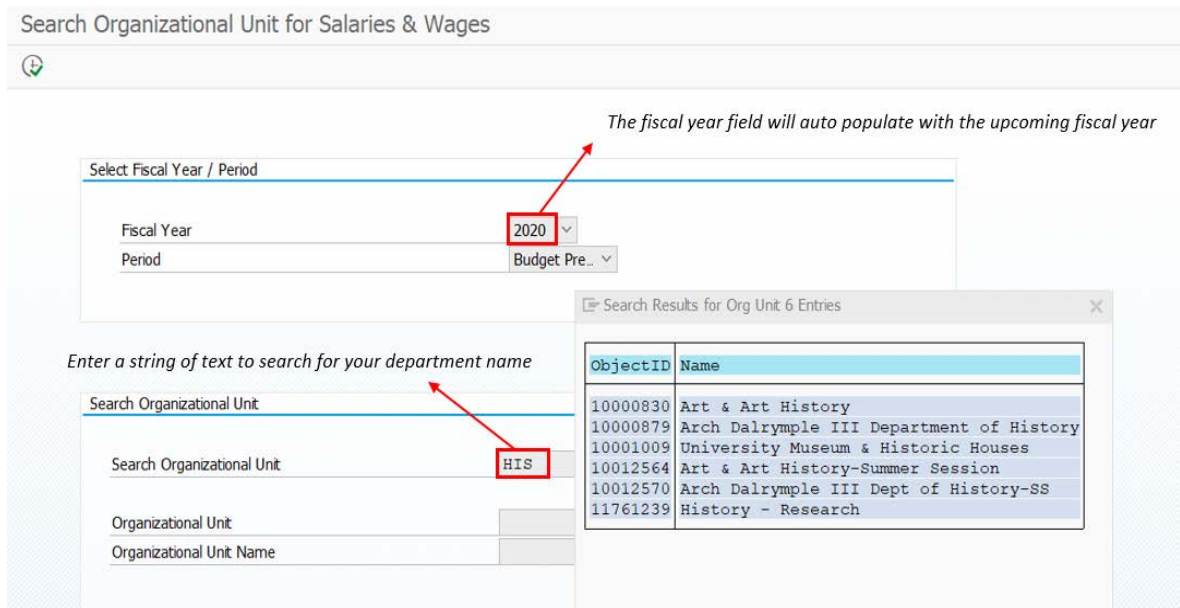 Search Organizational Unit for Salaries & Wages
The fiscal year field will auto populate with the upcoming fiscal year
Select Fiscal Year / Period
Fiscal Year 2020
Period Budget Pre...
Enter a string of text to search for your department name
Search Organizational Unit
Search Organizational Unit HIS
Organizational Unit
Organizational Unit Name
Search Results for Org Unit 6 Entries
ObjectID Name
10000830 Art & Art History
10000879 Arch Dalrymple III Department of History
10001009 University Museum & Historic Houses
10012564 Art & Art History-Summer Session
10012570 Arch Dalrymple III Dept of History-SS
11761239 History - Research